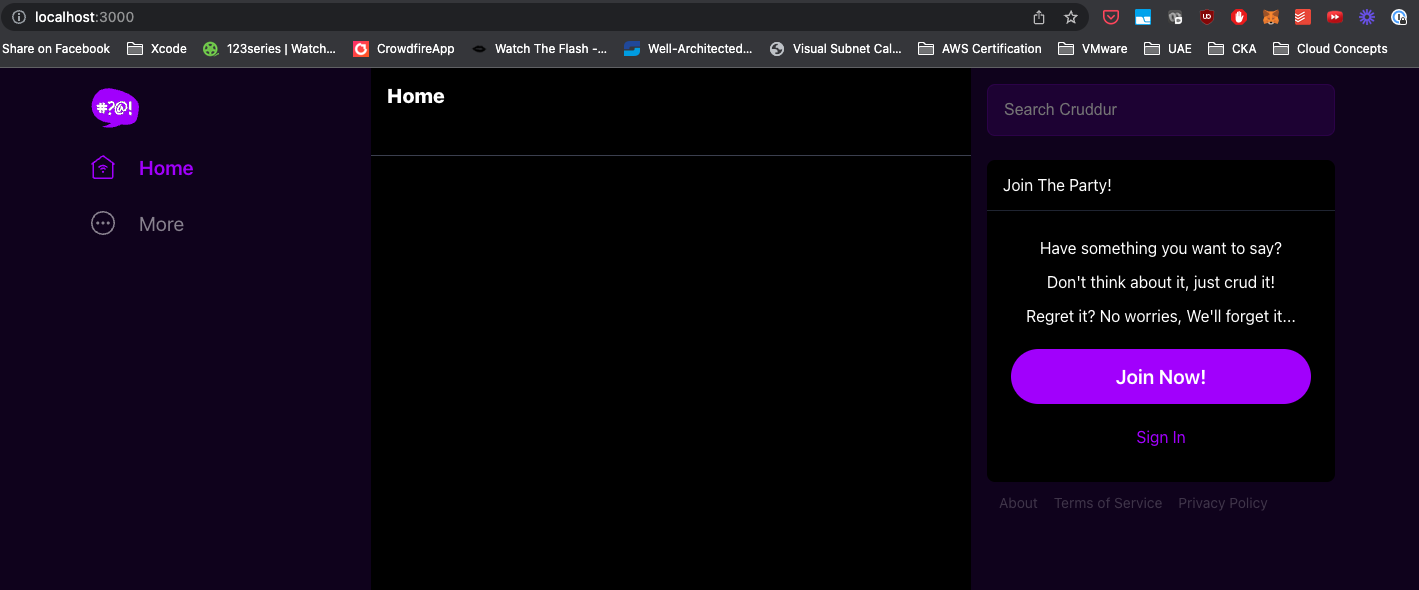 localhost:3000
Share on Facebook Xcode 123series | Watch... CrowdfireApp Watch The Flash -... Well-Architected... Visual Subnet Cal... AWS Certification VMware UAE CKA Cloud Concepts
#?@!
Home
More
Home
Search Cruddur
Join The Party!
Have something you want to say?
Don't think about it, just crud it!
Regret it? No worries, We'll forget it...
Join Now!
Sign In
About Terms of Service Privacy Policy